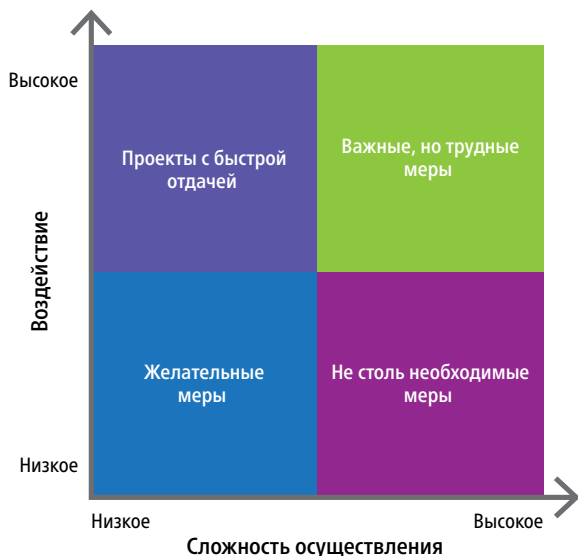 Высокое
Проекты с быстрой
отдачей
Важные, но трудные
меры
Воздействие
Желательные
меры
Не столь необходимые
меры
Низкое
Низкое
Высокое
Сложность осуществления